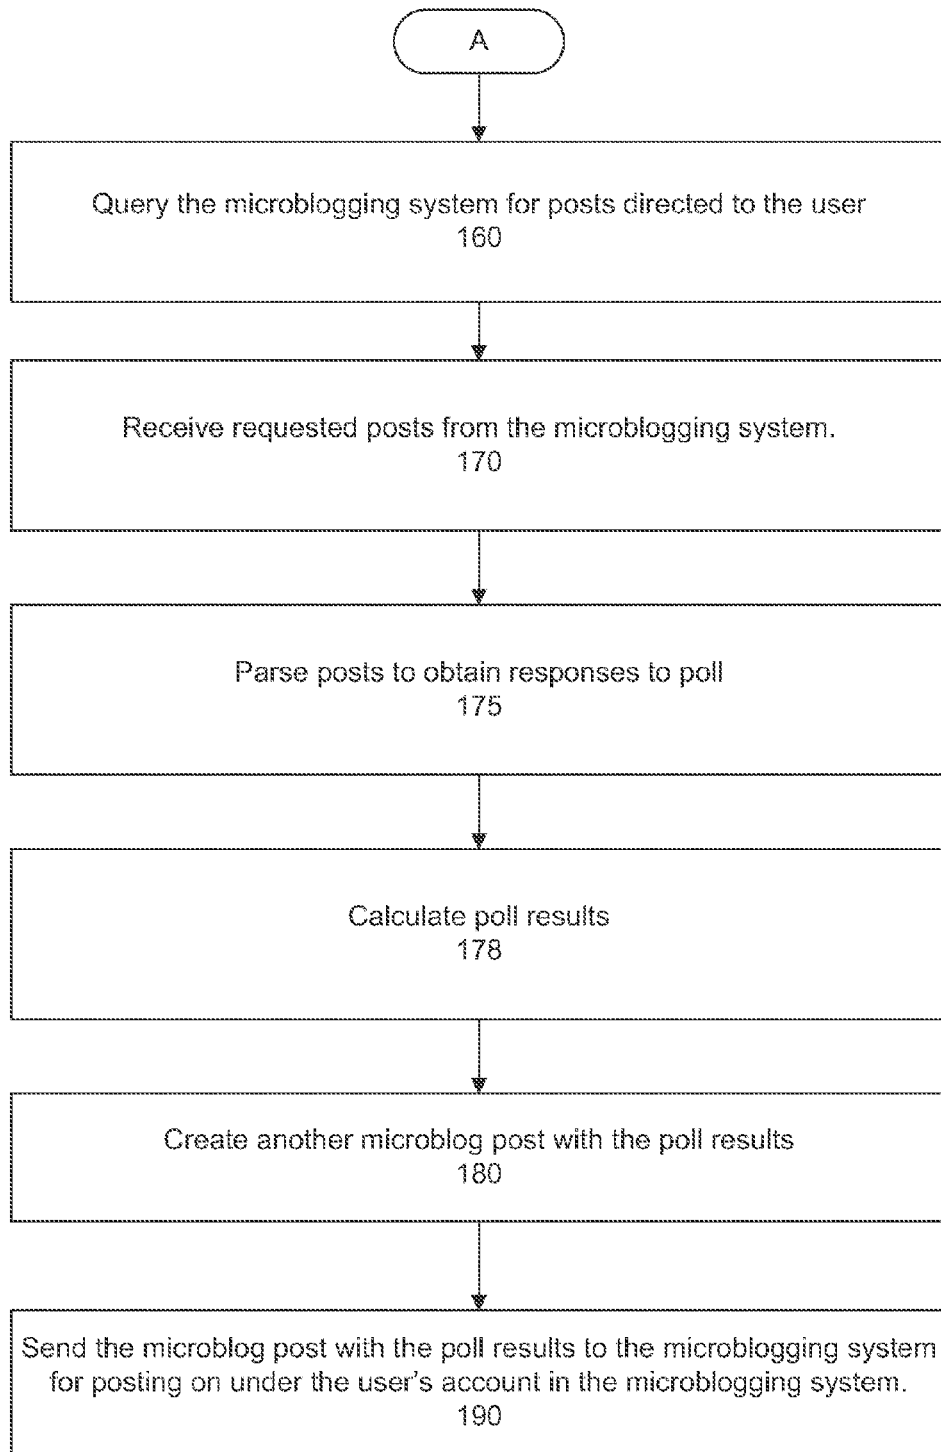 A
Query the microblogging system for posts directed to the user
160
Receive requested posts from the microblogging system.
170
Parse posts to obtain responses to poll
175
Calculate poll results
178
Create another microblog post with the poll results
180
Send the microblog post with the poll results to the microblogging system
for posting on under the user's account in the microblogging system.
190